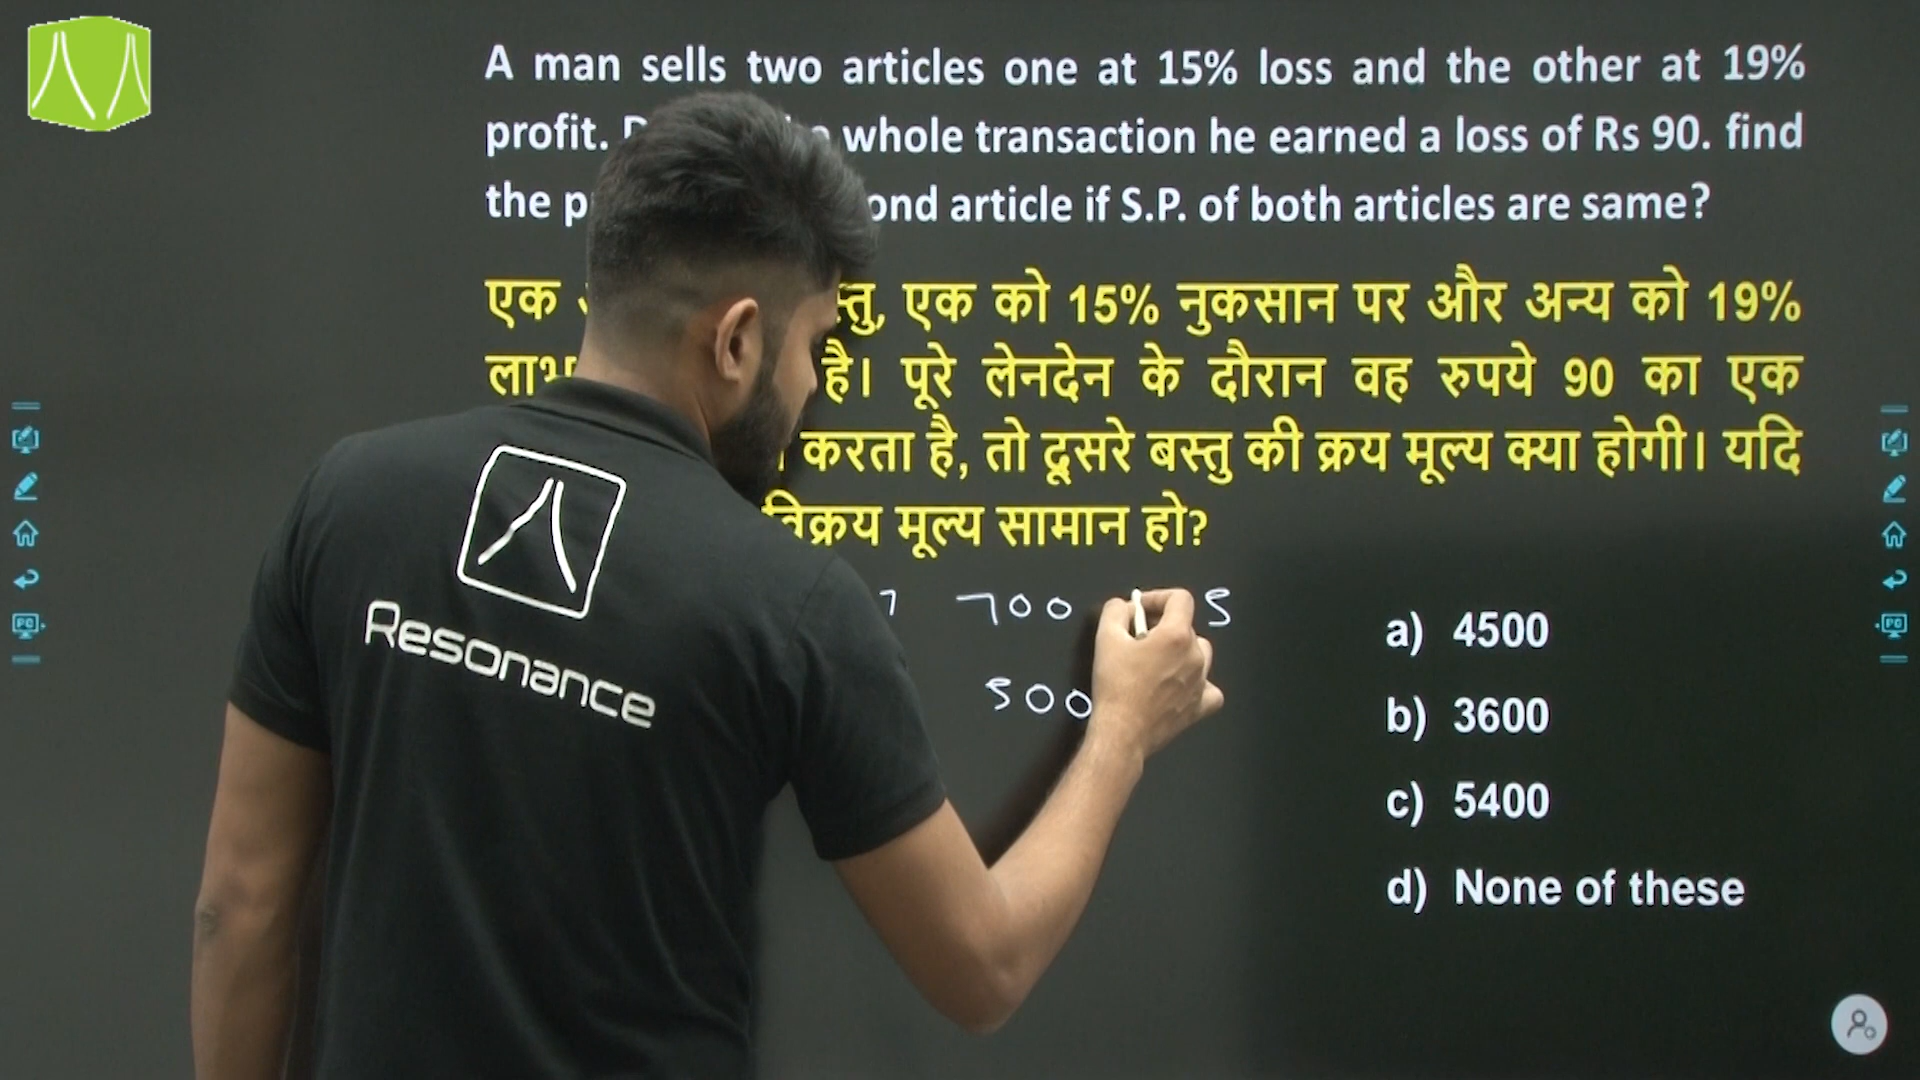 A man sells two articles one at 15% loss and the other at 19%
profit. whole transaction he earned a loss of Rs 90. find
the article if S.P. of both articles are same?
एक एक को 15% नुकसान पर और अन्य को 19%
है। पूरे लेनदेन के दौरान वह रुपये 90 का एक
करता है, तो दूसरे बस्तु की क्रय मूल्य क्या होगी। यदि
मूल्य सामान हो?
700 5
500
a) 4500
b) 3600
c) 5400
d) None of these
Resonance
PC
PC